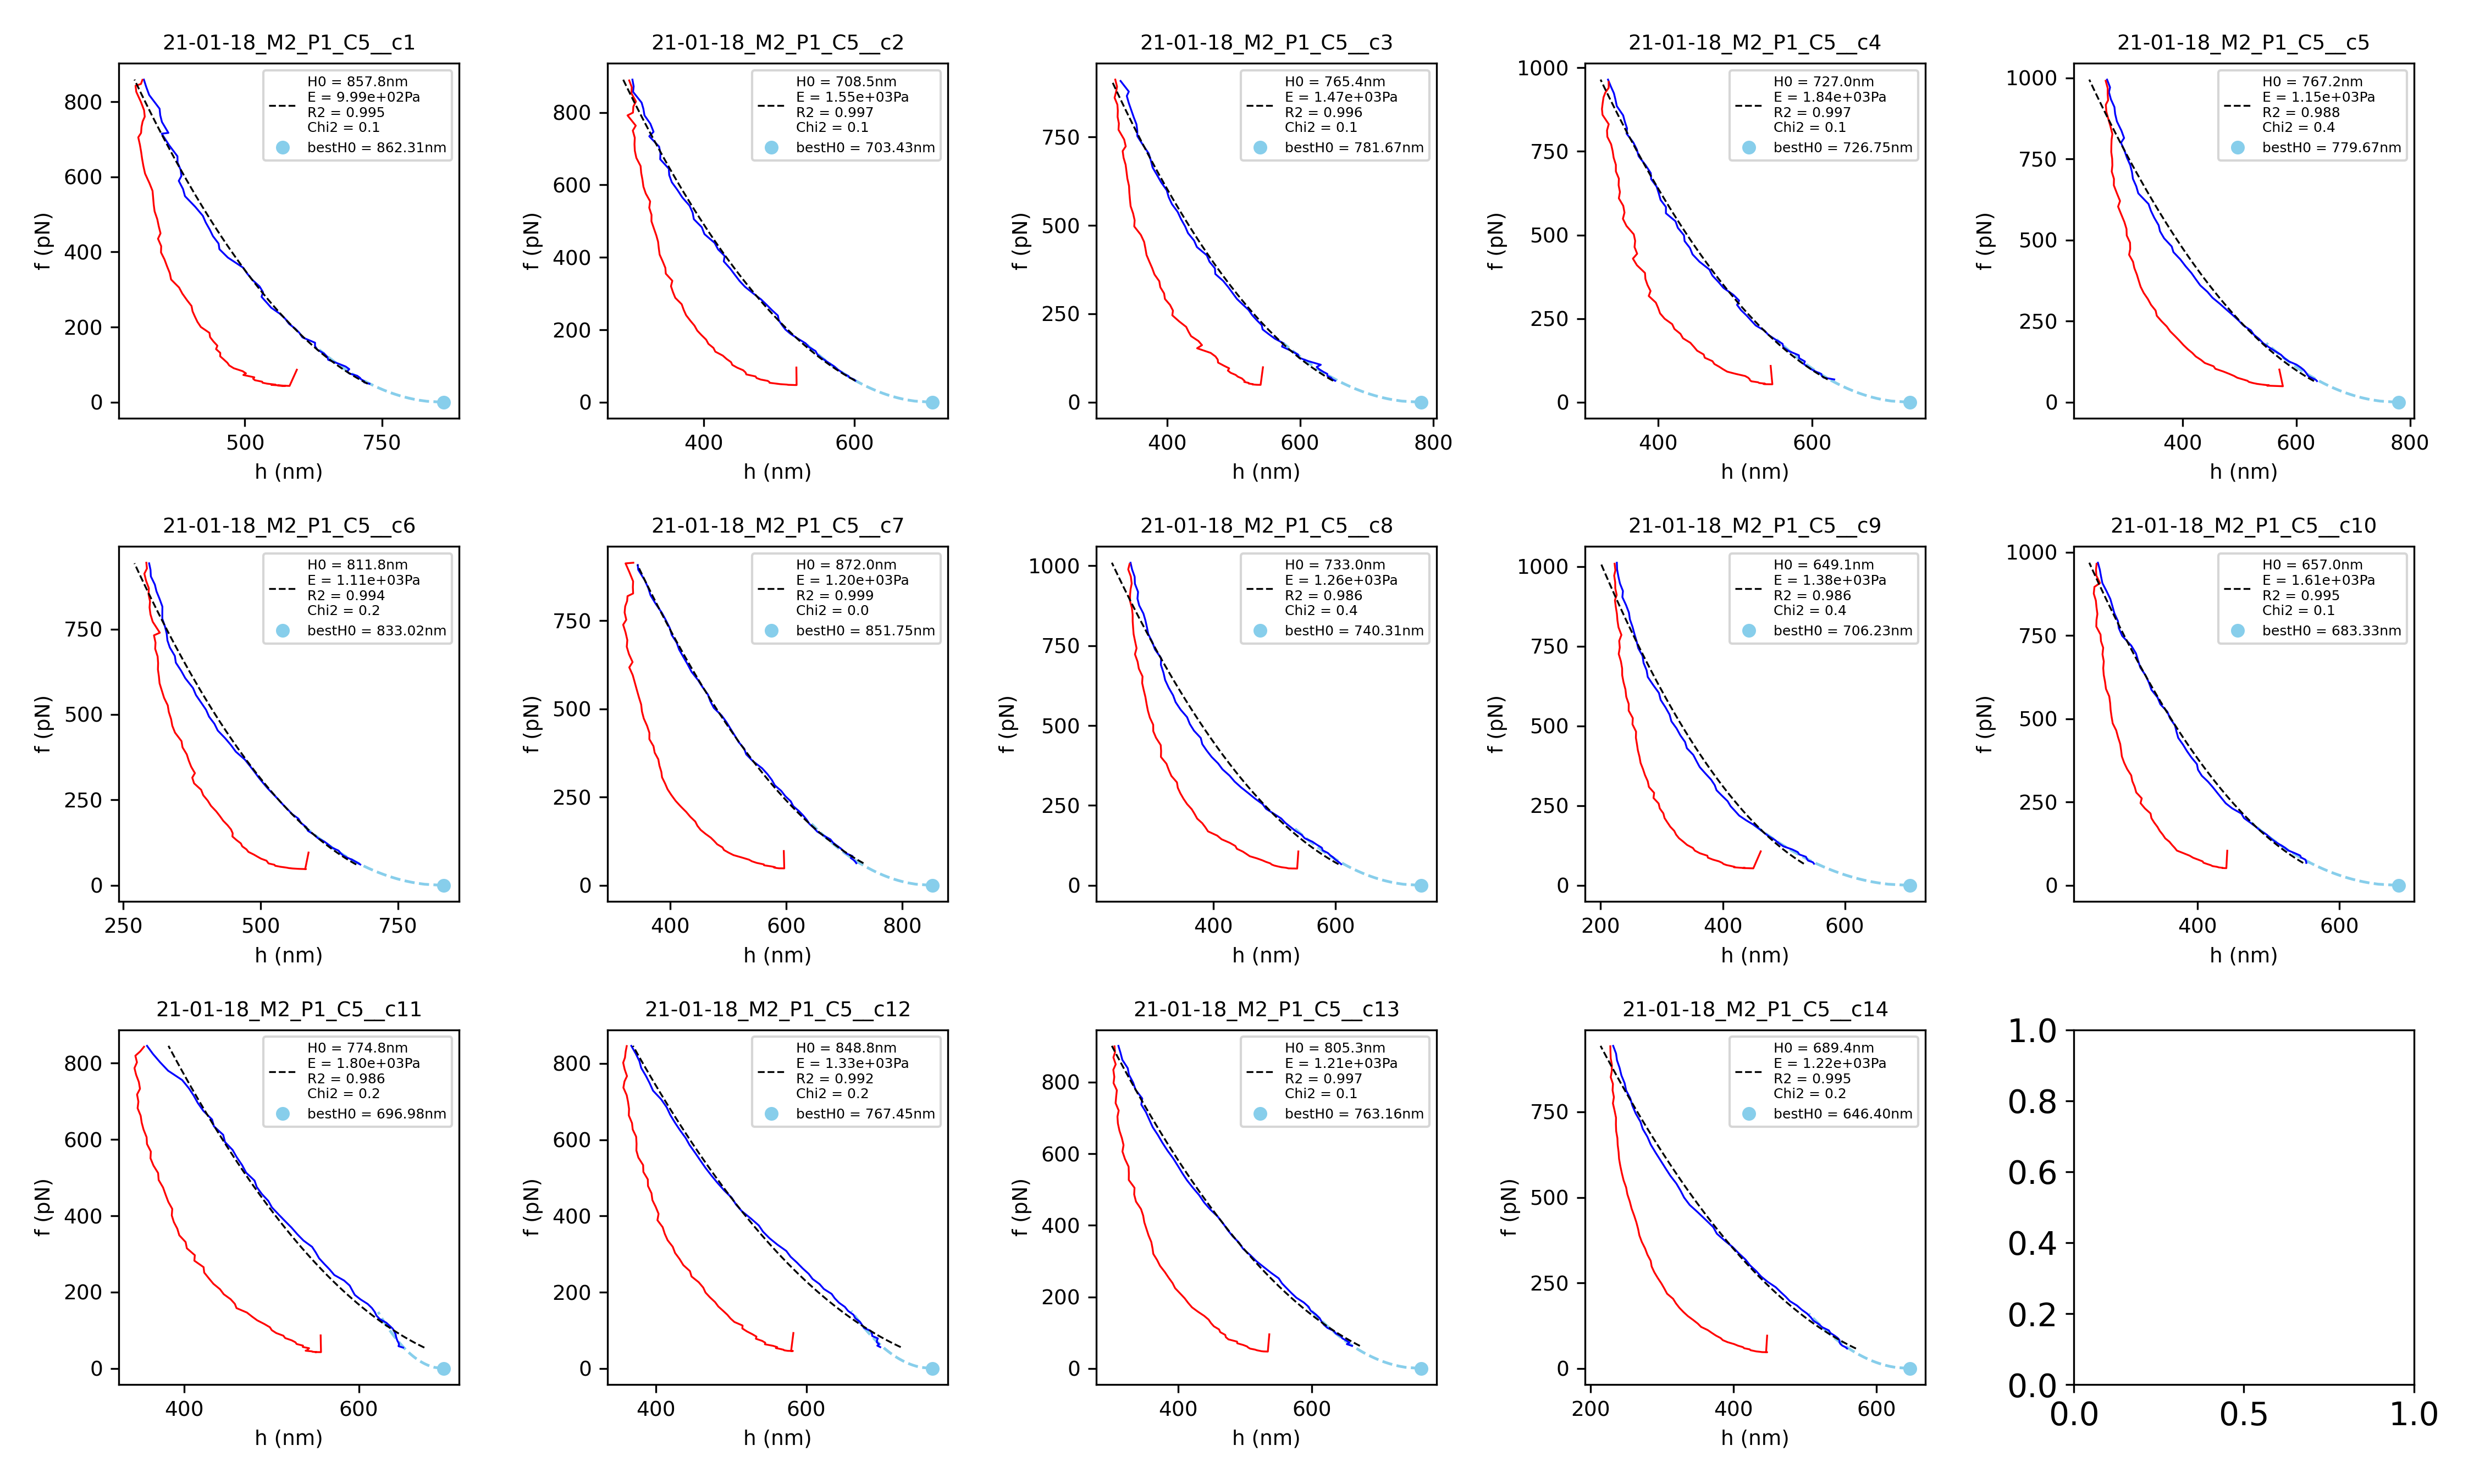 21-01-18_M2_P1_C5__c1
H0 = 857.8nm
E = 9.99e+02Pa
R2 = 0.995
Chi2 = 0.1
bestH0 = 862.31nm
f (pN)
800
600
400
200
0
500 750
h (nm)
21-01-18_M2_P1_C5__c2
H0 = 708.5nm
E = 1.55e+03Pa
R2 = 0.997
Chi2 = 0.1
bestH0 = 703.43nm
f (pN)
800
600
400
200
0
400 600
h (nm)
21-01-18_M2_P1_C5__c3
H0 = 765.4nm
E = 1.47e+03Pa
R2 = 0.996
Chi2 = 0.1
bestH0 = 781.67nm
f (pN)
750
500
250
0
400 600 800
h (nm)
21-01-18_M2_P1_C5__c4
H0 = 727.0nm
E = 1.84e+03Pa
R2 = 0.997
Chi2 = 0.1
bestH0 = 726.75nm
f (pN)
1000
750
500
250
0
400 600
h (nm)
21-01-18_M2_P1_C5__c5
H0 = 767.2nm
E = 1.15e+03Pa
R2 = 0.988
Chi2 = 0.4
bestH0 = 779.67nm
f (pN)
1000
750
500
250
0
400 600 800
h (nm)
21-01-18_M2_P1_C5__c6
H0 = 811.8nm
E = 1.11e+03Pa
R2 = 0.994
Chi2 = 0.2
bestH0 = 833.02nm
f (pN)
750
500
250
0
250 500 750
h (nm)
21-01-18_M2_P1_C5__c7
H0 = 872.0nm
E = 1.20e+03Pa
R2 = 0.999
Chi2 = 0.0
bestH0 = 851.75nm
f (pN)
750
500
250
0
400 600 800
h (nm)
21-01-18_M2_P1_C5__c8
H0 = 733.0nm
E = 1.26e+03Pa
R2 = 0.986
Chi2 = 0.4
bestH0 = 740.31nm
f (pN)
1000
750
500
250
0
400 600
h (nm)
21-01-18_M2_P1_C5__c9
H0 = 649.1nm
E = 1.38e+03Pa
R2 = 0.986
Chi2 = 0.4
bestH0 = 706.23nm
f (pN)
1000
750
500
250
0
200 400 600
h (nm)
21-01-18_M2_P1_C5__c10
H0 = 657.0nm
E = 1.61e+03Pa
R2 = 0.995
Chi2 = 0.1
bestH0 = 683.33nm
f (pN)
1000
750
500
250
0
400 600
h (nm)
21-01-18_M2_P1_C5__c11
H0 = 774.8nm
E = 1.80e+03Pa
R2 = 0.986
Chi2 = 0.2
bestH0 = 696.98nm
f (pN)
800
600
400
200
0
400 600
h (nm)
21-01-18_M2_P1_C5__c12
H0 = 848.8nm
E = 1.33e+03Pa
R2 = 0.992
Chi2 = 0.2
bestH0 = 767.45nm
f (pN)
800
600
400
200
0
400 600
h (nm)
21-01-18_M2_P1_C5__c13
H0 = 805.3nm
E = 1.21e+03Pa
R2 = 0.997
Chi2 = 0.1
bestH0 = 763.16nm
f (pN)
800
600
400
200
0
400 600
h (nm)
21-01-18_M2_P1_C5__c14
H0 = 689.4nm
E = 1.22e+03Pa
R2 = 0.995
Chi2 = 0.2
bestH0 = 646.40nm
f (pN)
750
500
250
0
200 400 600
h (nm)
1.0
0.8
0.6
0.4
0.2
0.0
0.0 0.5 1.0